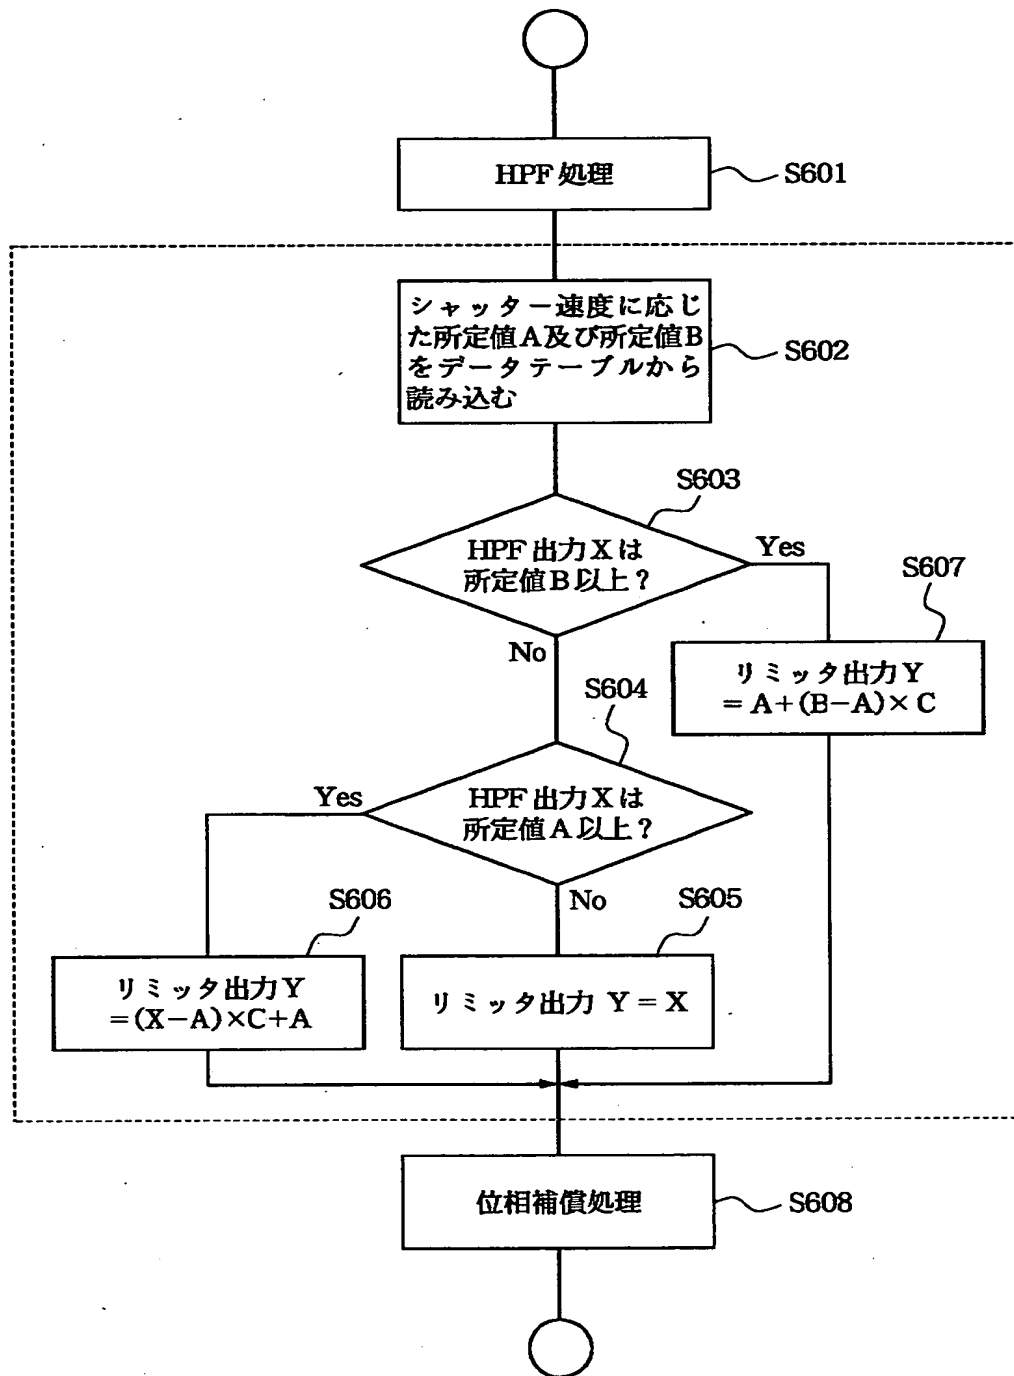 HPF 処理
S601
シャッター速度に応じ
た所定値A及び所定値B
をデータテーブルから
読み込む
S602
S603
HPF 出力 X は
所定値 B 以上?
Yes
No
S607
リミッタ出力 Y
= A+(B−A)× C
S604
HPF 出力 X は
所定値 A 以上?
Yes
No
S606
リミッタ出力 Y
=(X−A)×C+A
S605
リミッタ出力 Y = X
位相補償処理
S608